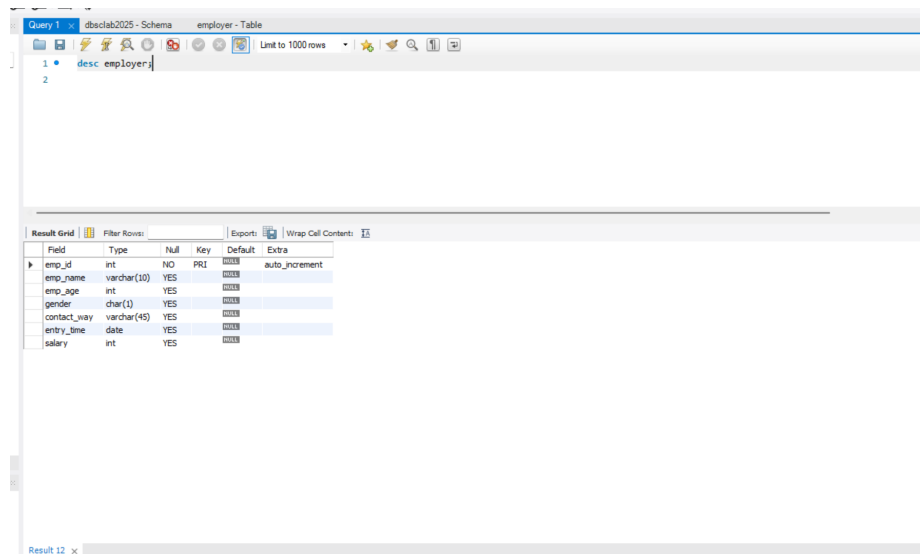 Query 1 × dbsclab2025 - Schema employer - Table
Limit to 1000 rows
1 desc employer;
2
Result Grid Filter Rows: Export: Wrap Cell Content: IA
Field Type Null Key Default Extra
emp_id int NO PRI NULL auto_increment
emp_name varchar(10) YES NULL
emp_age int YES NULL
gender char(1) YES NULL
contact_way varchar(45) YES NULL
entry_time date YES NULL
salary int YES NULL
Result 12 ×